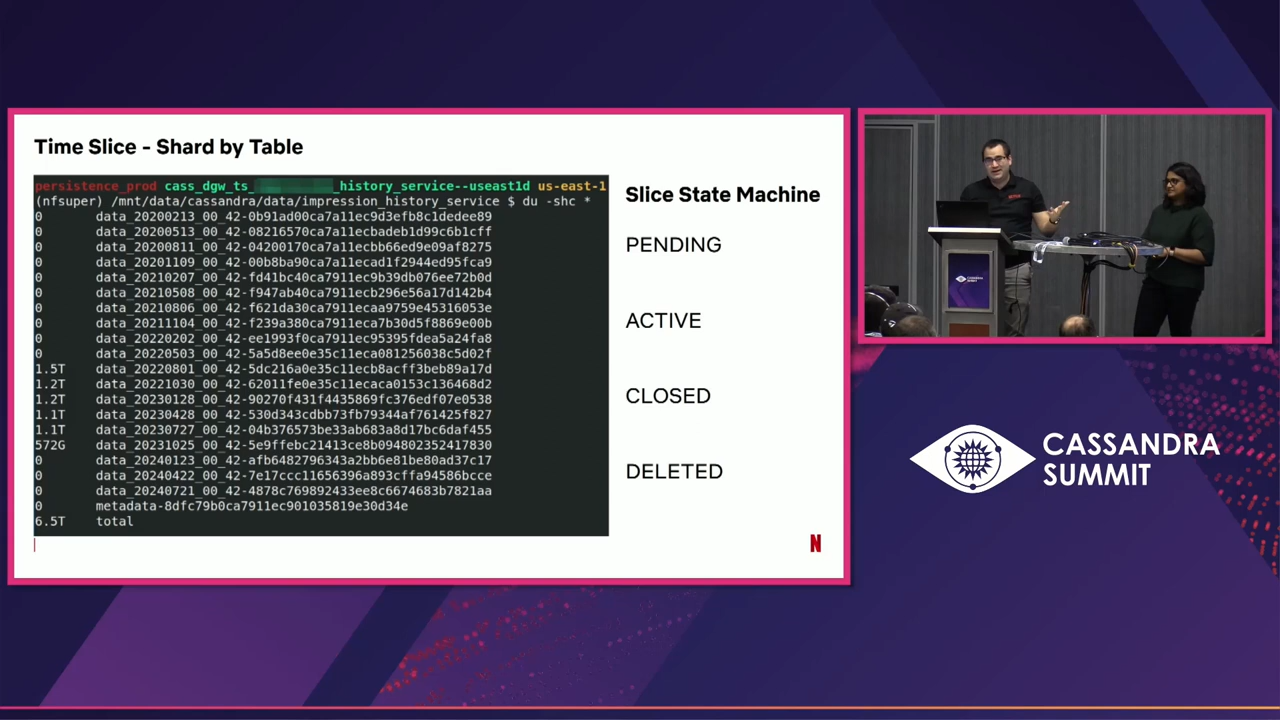 Time Slice - Shard by Table
persistence_prod cass_dgw_ts_ _history_service--useast1d us-east-1
(nfsuper) /mnt/data/cassandra/data/impression_history_service $ du -shc *
0 data_20200213_00_42-0b91ad00ca7a11ec9d3efb8c1dedee89
0 data_20200513_00_42-08216570ca7a11ecbadeb1d99c6b1cff
0 data_20200811_00_42-04200170ca7a11ecbb66ed9e09af8275
0 data_20201109_00_42-00b8ba90ca7a11ecad1f2944ed95fca9
0 data_20210207_00_42-fd41bc40ca7911ec9b39db076ee72b0d
0 data_20210508_00_42-f947ab40ca7911ecb296e56a17d142b4
0 data_20210806_00_42-f621da30ca7911eca7aa9759e45316053e
0 data_20211104_00_42-f239a380ca7911eca7b30d5f8869e00b
0 data_20220202_00_42-ee1993f0ca7911ec95395fdea5a24fa8
0 data_20220503_00_42-5a5d8ee0e35c11eca081256038c5d02f
1.5T data_20220801_00_42-5dc216a0e35c11ecb8acff3beb89a17d
1.2T data_20221030_00_42-62011fe0e35c11ecaca0153c136468d2
1.2T data_20230128_00_42-90270f431f4435869fc376edf07e0538
1.1T data_20230428_00_42-530d343cdbb73fb79344af761425f827
1.1T data_20230727_00_42-04b376573be33ab683a8d17bc6daf455
572G data_20231025_00_42-5e9ffebc21413ce8b094802352417830
0 data_20240123_00_42-afb6482796343a2bb6e81be80ad37c17
0 data_20240422_00_42-7e17ccc11656396a893cffa94586bcce
0 data_20240721_00_42-4878c769892433ee8c6674683b7821aa
0 metadata-8dfc79b0ca7911ec901035819e30d34e
6.5T total
Slice State Machine
PENDING
ACTIVE
CLOSED
DELETED
N
CASSANDRA
SUMMIT